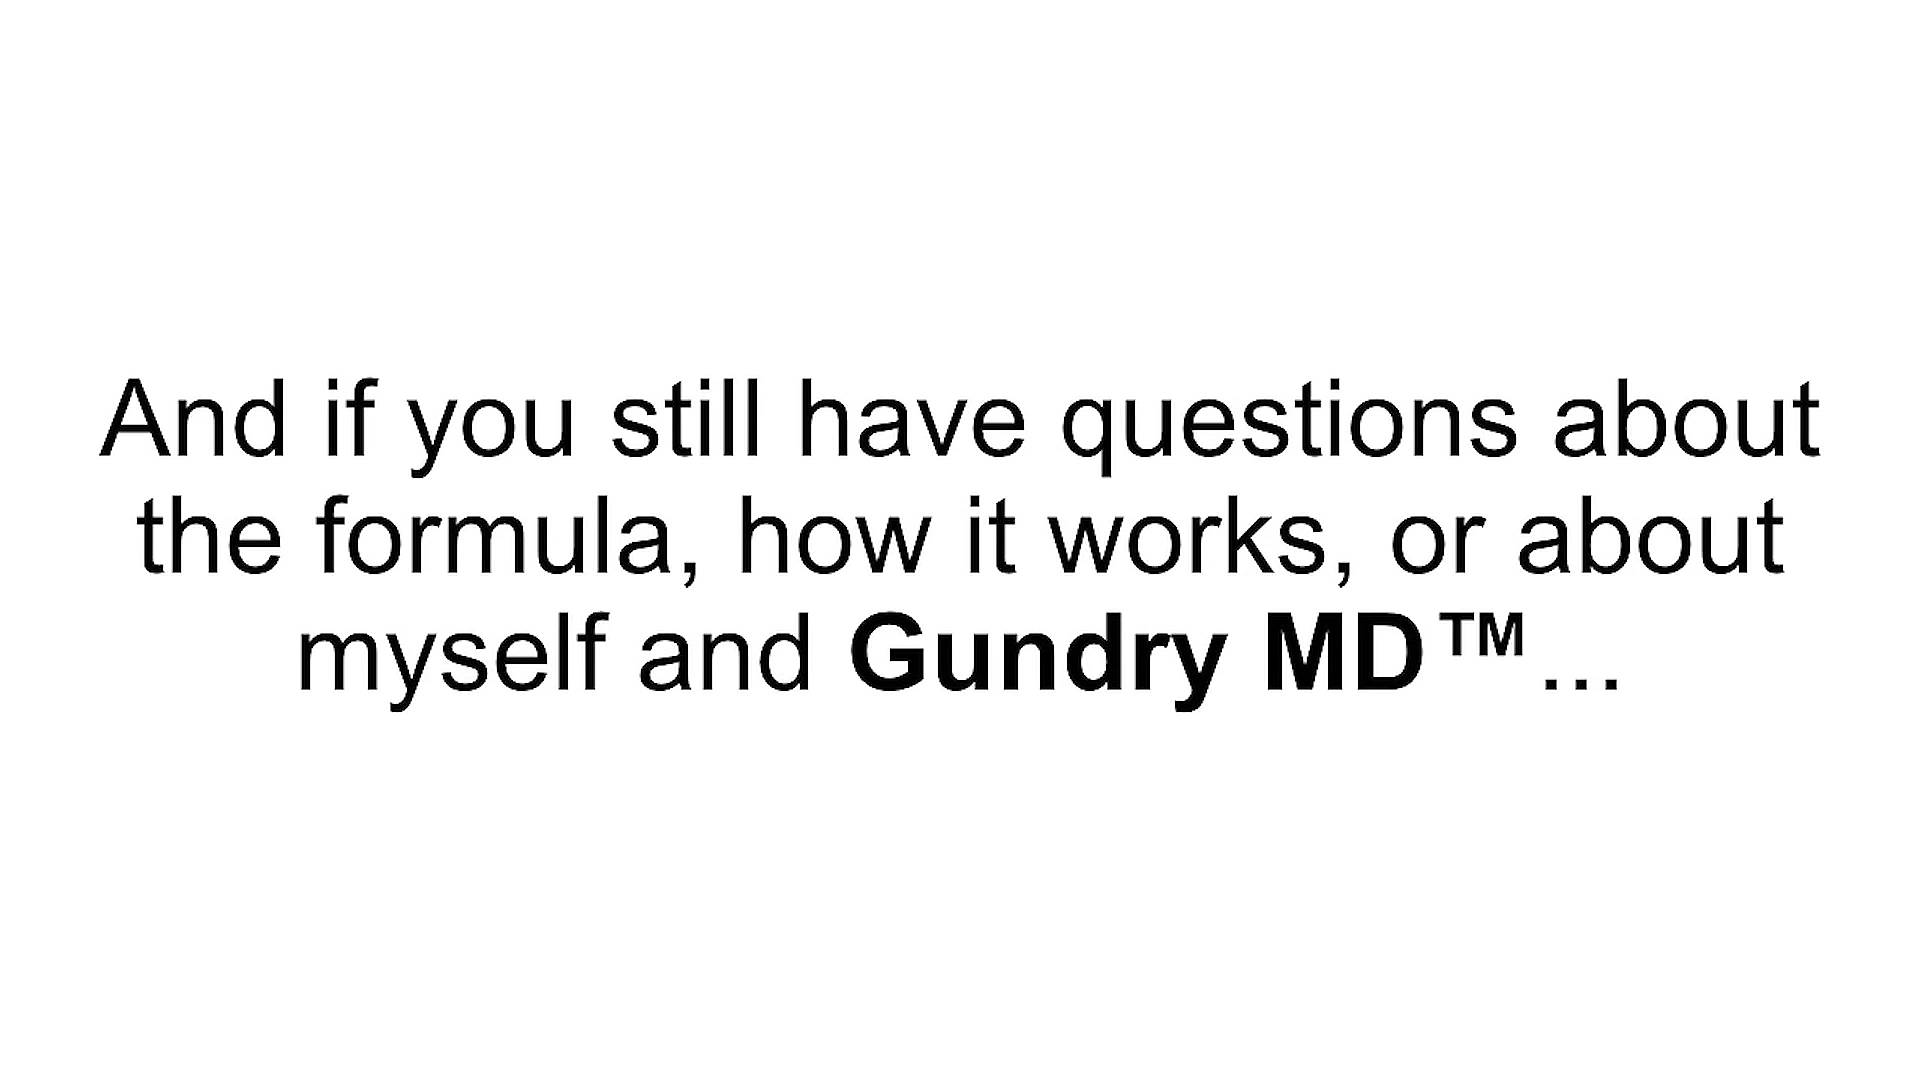 And if you still have questions about
the formula, how it works, or about
myself and Gundry MD™...